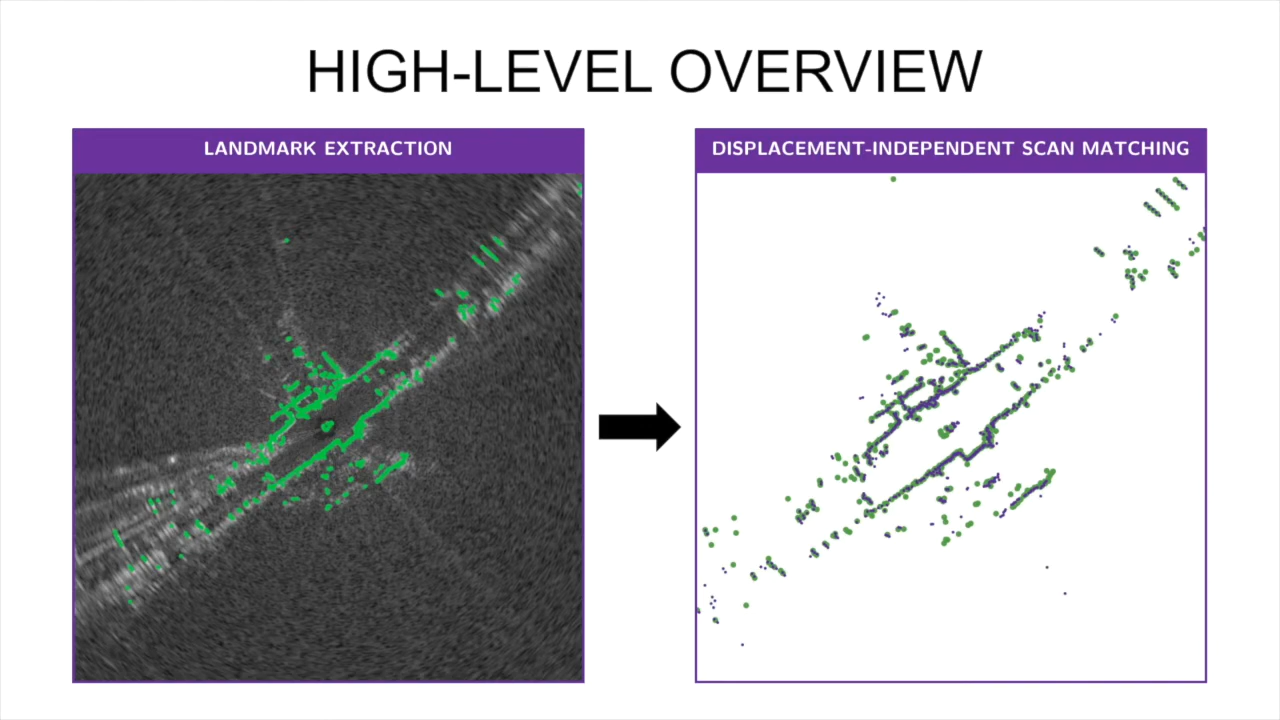 HIGH-LEVEL OVERVIEW
LANDMARK EXTRACTION
DISPLACEMENT-INDEPENDENT SCAN MATCHING